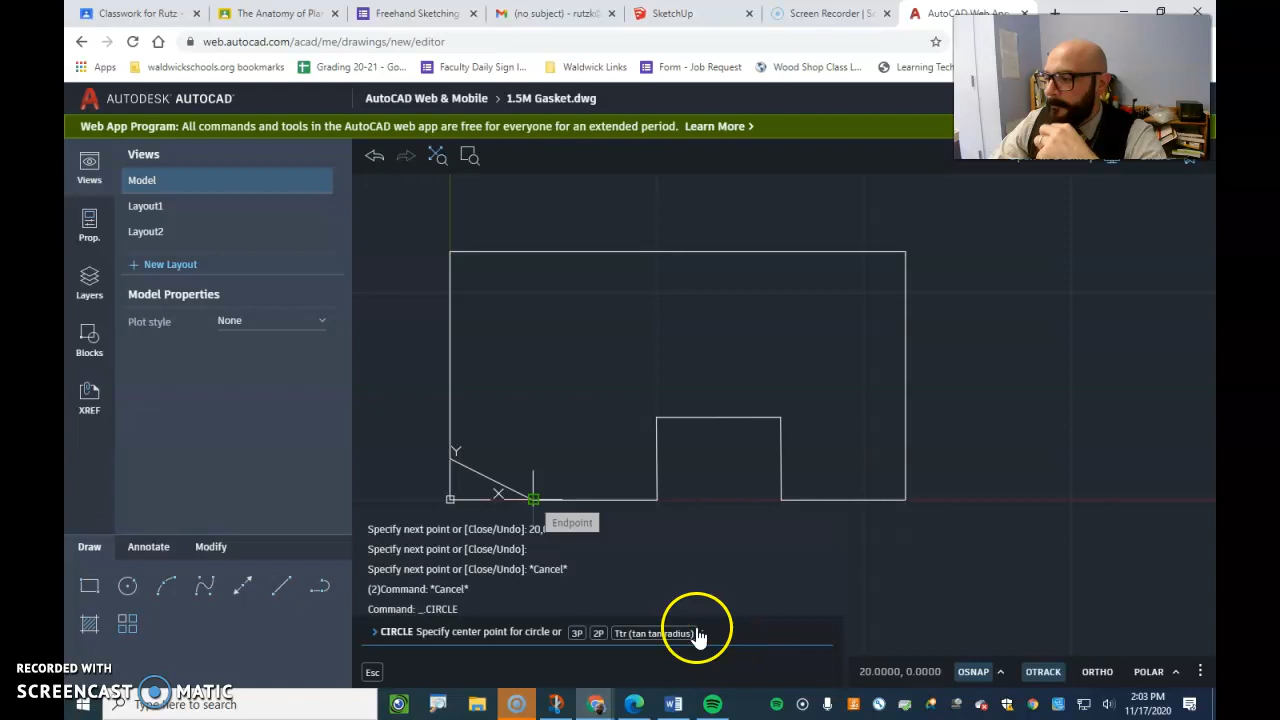 Classwork for Rutz - ×
The Anatomy of Plar ×
Freehand Sketching ×
(no subject) - rutzk@ ×
SketchUp ×
Screen Recorder | Sc ×
AutoCAD Web App ×
web.autocad.com/acad/me/drawings/new/editor
Apps
waldwickschools.org bookmarks
Grading 20-21 - Go...
Faculty Daily Sign I...
Waldwick Links
Form - Job Request
Wood Shop Class L...
Learning Tech
AUTODESK® AUTOCAD®
AutoCAD Web & Mobile > 1.5M Gasket.dwg
Web App Program: All commands and tools in the AutoCAD web app are free for everyone for an extended period. Learn More >
Views
Prop.
Layers
Blocks
XREF
Views
Model
Layout1
Layout2
+ New Layout
Model Properties
Plot style None
Y
X
Endpoint
Draw Annotate Modify
Specify next point or [Close/Undo]: 20,
Specify next point or [Close/Undo]:
Specify next point or [Close/Undo]: *Cancel*
(2)Command: *Cancel*
Command: _.CIRCLE
> CIRCLE Specify center point for circle or 3P 2P Ttr (tan tan radius)
Esc
20.0000, 0.0000 OSNAP OTRACK ORTHO POLAR
RECORDED WITH
SCREENCAST MATIC
Type here to search
2:03 PM
11/17/2020